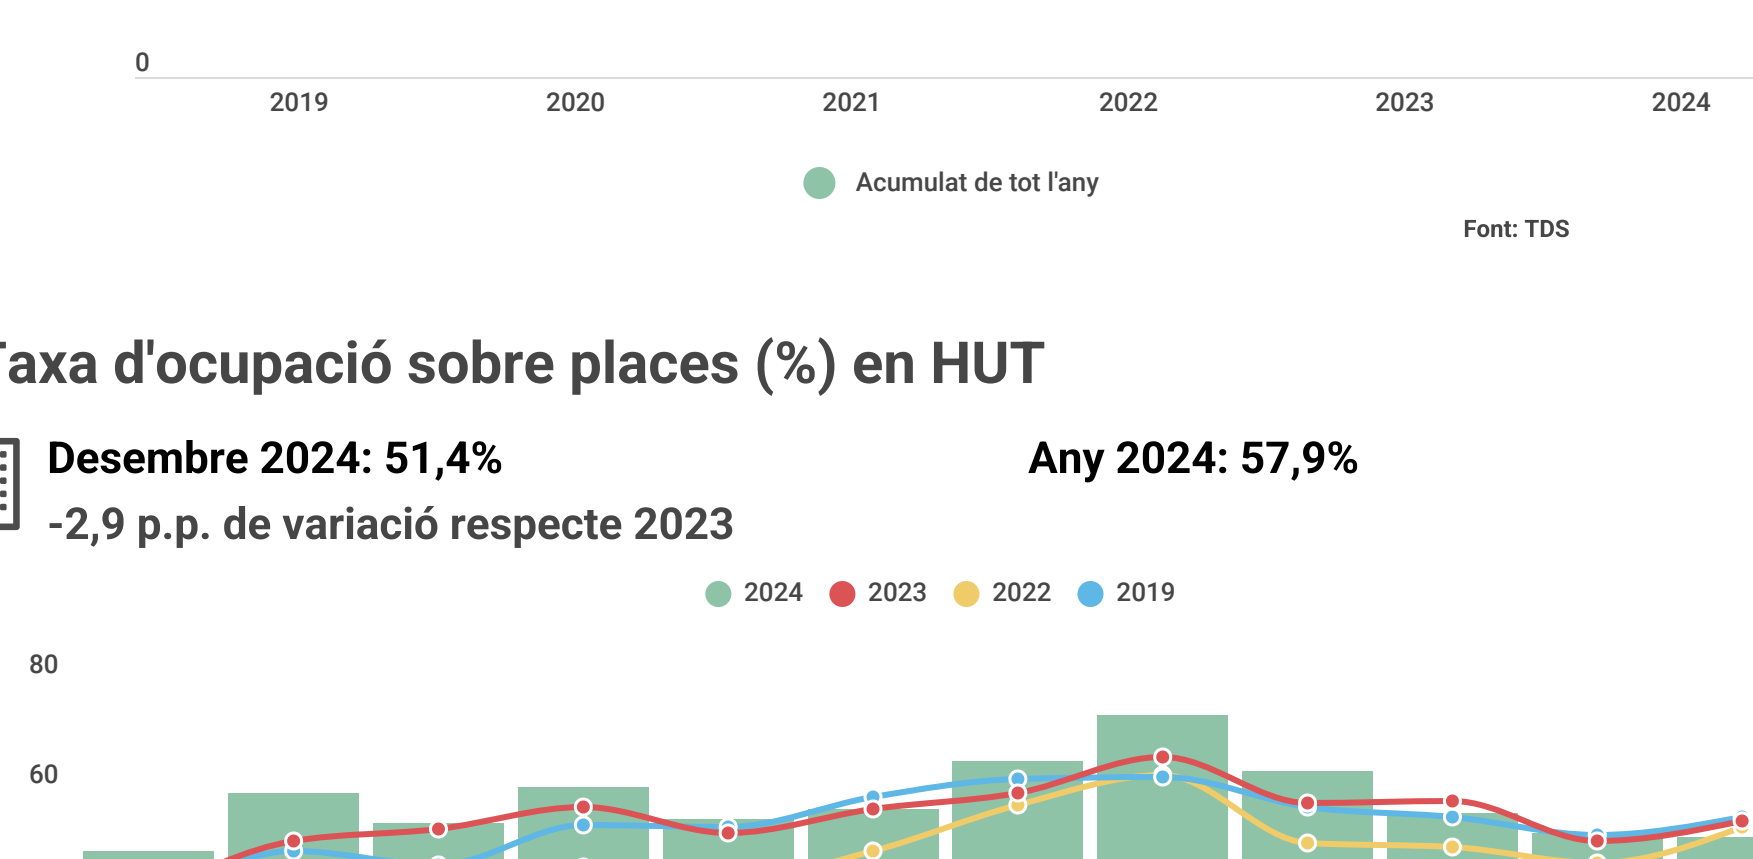 0
2019 2020 2021 2022 2023 2024
Acumulat de tot l'any
Font: TDS
Taxa d'ocupació sobre places (%) en HUT
Desembre 2024: 51,4% Any 2024: 57,9%
-2,9 p.p. de variació respecte 2023
2024 2023 2022 2019
80
60